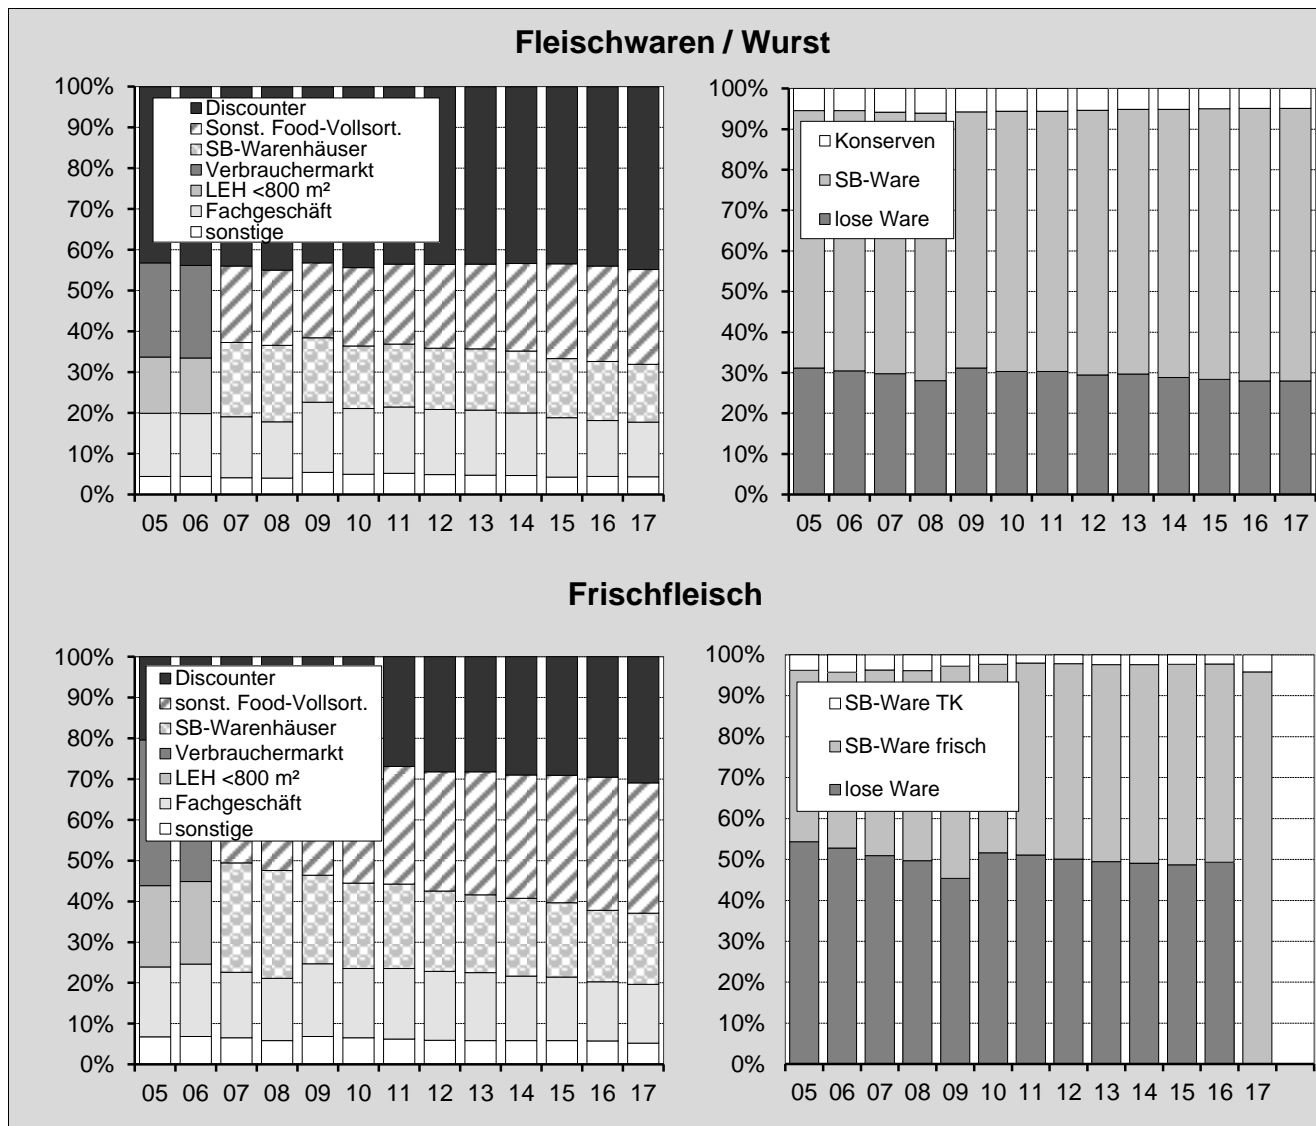 Fleischwaren / Wurst
100%
90%
80%
70%
60%
50%
40%
30%
20%
10%
0%
Discounter
Sonst. Food-Vollsort.
SB-Warenhäuser
Verbrauchermarkt
LEH <800 m²
Fachgeschäft
sonstige
05 06 07 08 09 10 11 12 13 14 15 16 17
100%
90%
80%
70%
60%
50%
40%
30%
20%
10%
0%
Konserven
SB-Ware
lose Ware
05 06 07 08 09 10 11 12 13 14 15 16 17
Frischfleisch
100%
90%
80%
70%
60%
50%
40%
30%
20%
10%
0%
Discounter
sonst. Food-Vollsort.
SB-Warenhäuser
Verbrauchermarkt
LEH <800 m²
Fachgeschäft
sonstige
05 06 07 08 09 10 11 12 13 14 15 16 17
100%
90%
80%
70%
60%
50%
40%
30%
20%
10%
0%
SB-Ware TK
SB-Ware frisch
lose Ware
05 06 07 08 09 10 11 12 13 14 15 16 17